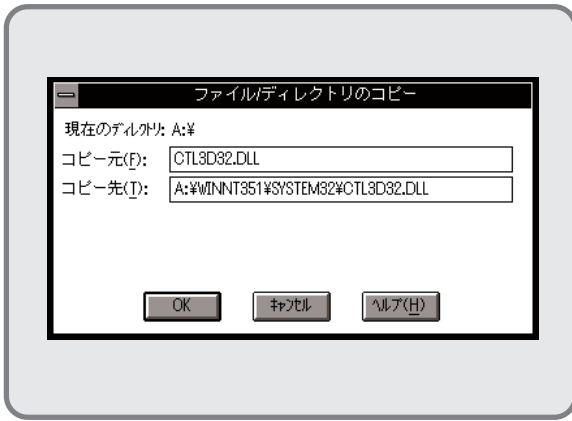 ファイル/ディレクトリのコピー
現在のディレクトリ: A:¥
コピー元(F): CTL3D32.DLL
コピー先(T): A:¥WINNT351¥SYSTEM32¥CTL3D32.DLL
OK キャンセル ヘルプ(H)